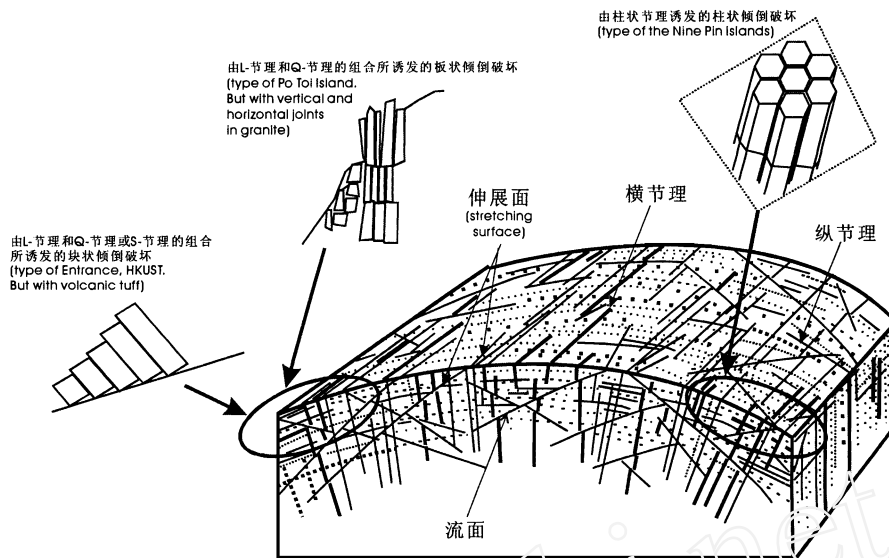 由柱状节理诱发的柱状倾倒破坏
(type of the Nine Pin islands)
由L-节理和Q-节理的组合所诱发的板状倾倒破坏
(type of Po Toi Island.
But with vertical and
horizontal joints
in granite)
伸展面
(stretching
surface)
横节理
纵节理
由L-节理和Q-节理或S-节理的组合
所诱发的块状倾倒破坏
(type of Entrance, HKUST.
But with volcanic tuff)
流面